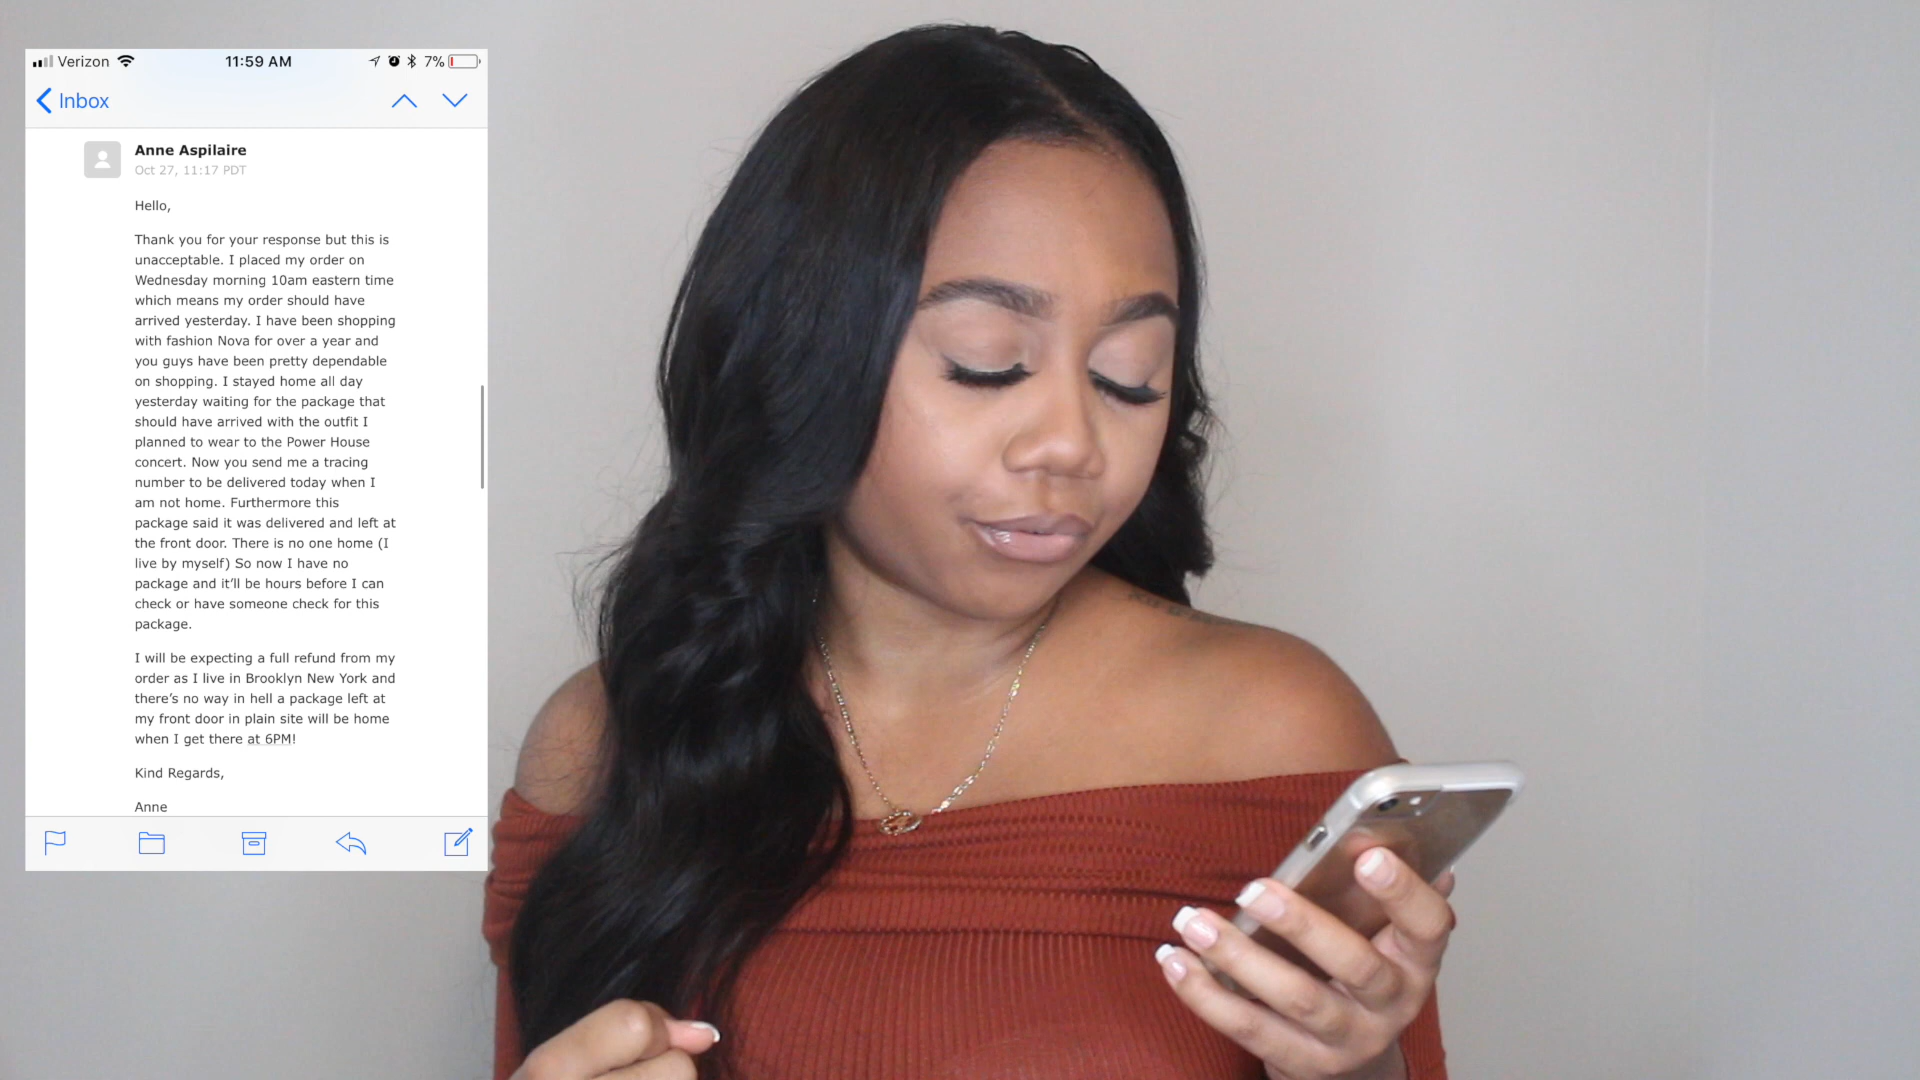 Verizon 11:59 AM 7%
Inbox
Anne Aspilaire
Oct 27, 11:17 PDT
Hello,
Thank you for your response but this is
unacceptable. I placed my order on
Wednesday morning 10am eastern time
which means my order should have
arrived yesterday. I have been shopping
with fashion Nova for over a year and
you guys have been pretty dependable
on shopping. I stayed home all day
yesterday waiting for the package that
should have arrived with the outfit I
planned to wear to the Power House
concert. Now you send me a tracing
number to be delivered today when I
am not home. Furthermore this
package said it was delivered and left at
the front door. There is no one home (I
live by myself) So now I have no
package and it’ll be hours before I can
check or have someone check for this
package.
I will be expecting a full refund from my
order as I live in Brooklyn New York and
there’s no way in hell a package left at
my front door in plain site will be home
when I get there at 6PM!
Kind Regards,
Anne